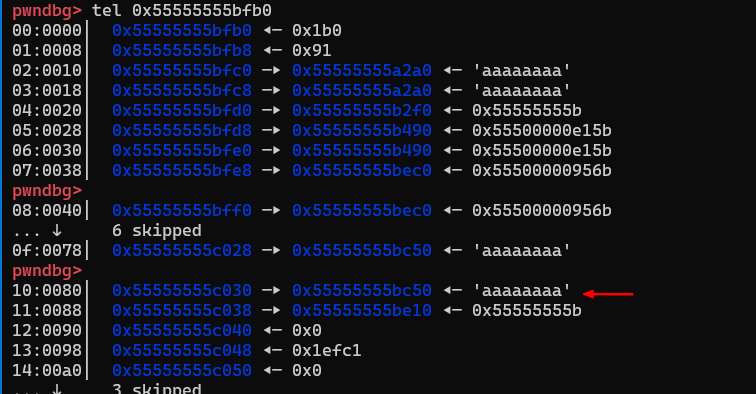 pwndbg> tel 0x55555555bfb0
00:0000│ 0x55555555bfb0 ◂— 0x1b0
01:0008│ 0x55555555bfb8 ◂— 0x91
02:0010│ 0x55555555bfc0 —▸ 0x55555555a2a0 ◂— 'aaaaaaaa'
03:0018│ 0x55555555bfc8 —▸ 0x55555555a2a0 ◂— 'aaaaaaaa'
04:0020│ 0x55555555bfd0 —▸ 0x55555555b2f0 ◂— 0x55555555b
05:0028│ 0x55555555bfd8 —▸ 0x55555555b490 ◂— 0x55500000e15b
06:0030│ 0x55555555bfe0 —▸ 0x55555555b490 ◂— 0x55500000e15b
07:0038│ 0x55555555bfe8 —▸ 0x55555555bec0 ◂— 0x55500000956b
pwndbg>
08:0040│ 0x55555555bff0 —▸ 0x55555555bec0 ◂— 0x55500000956b
... ↓ 6 skipped
0f:0078│ 0x55555555c028 —▸ 0x55555555bc50 ◂— 'aaaaaaaa'
pwndbg>
10:0080│ 0x55555555c030 —▸ 0x55555555bc50 ◂— 'aaaaaaaa'
11:0088│ 0x55555555c038 —▸ 0x55555555be10 ◂— 0x55555555b
12:0090│ 0x55555555c040 ◂— 0x0
13:0098│ 0x55555555c048 ◂— 0x1efc1
14:00a0│ 0x55555555c050 ◂— 0x0
... ↓ 3 skipped